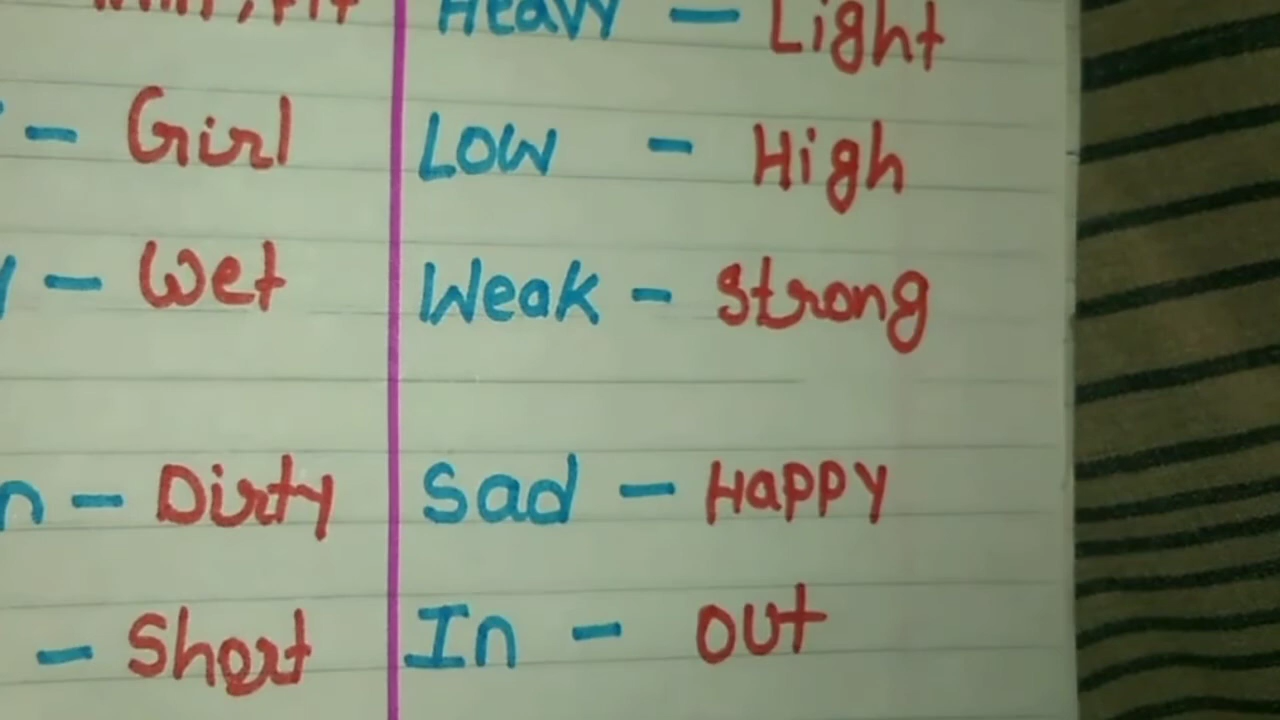 Heavy - Light
- Girl
Low - High
- Wet
Weak - Strong
- Dirty
Sad - Happy
- Short
In - out